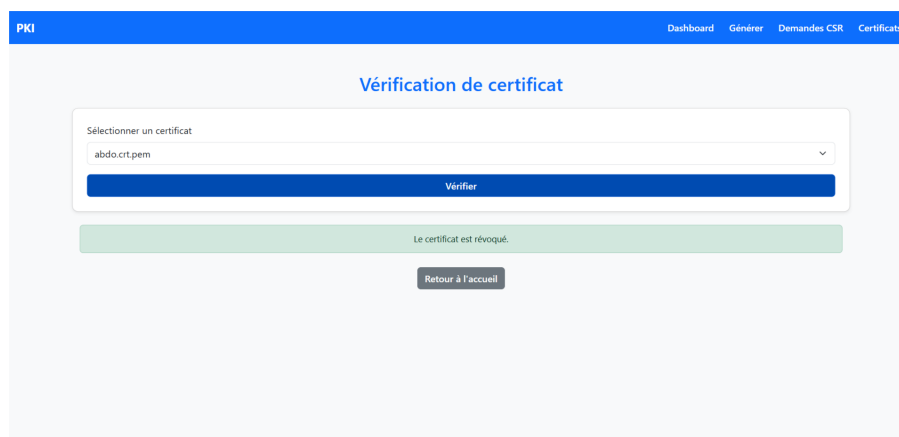 PKI Dashboard Générer Demandes CSR Certificats
Vérification de certificat
Sélectionner un certificat
abdo.crt.pem
Vérifier
Le certificat est révoqué.
Retour à l'accueil